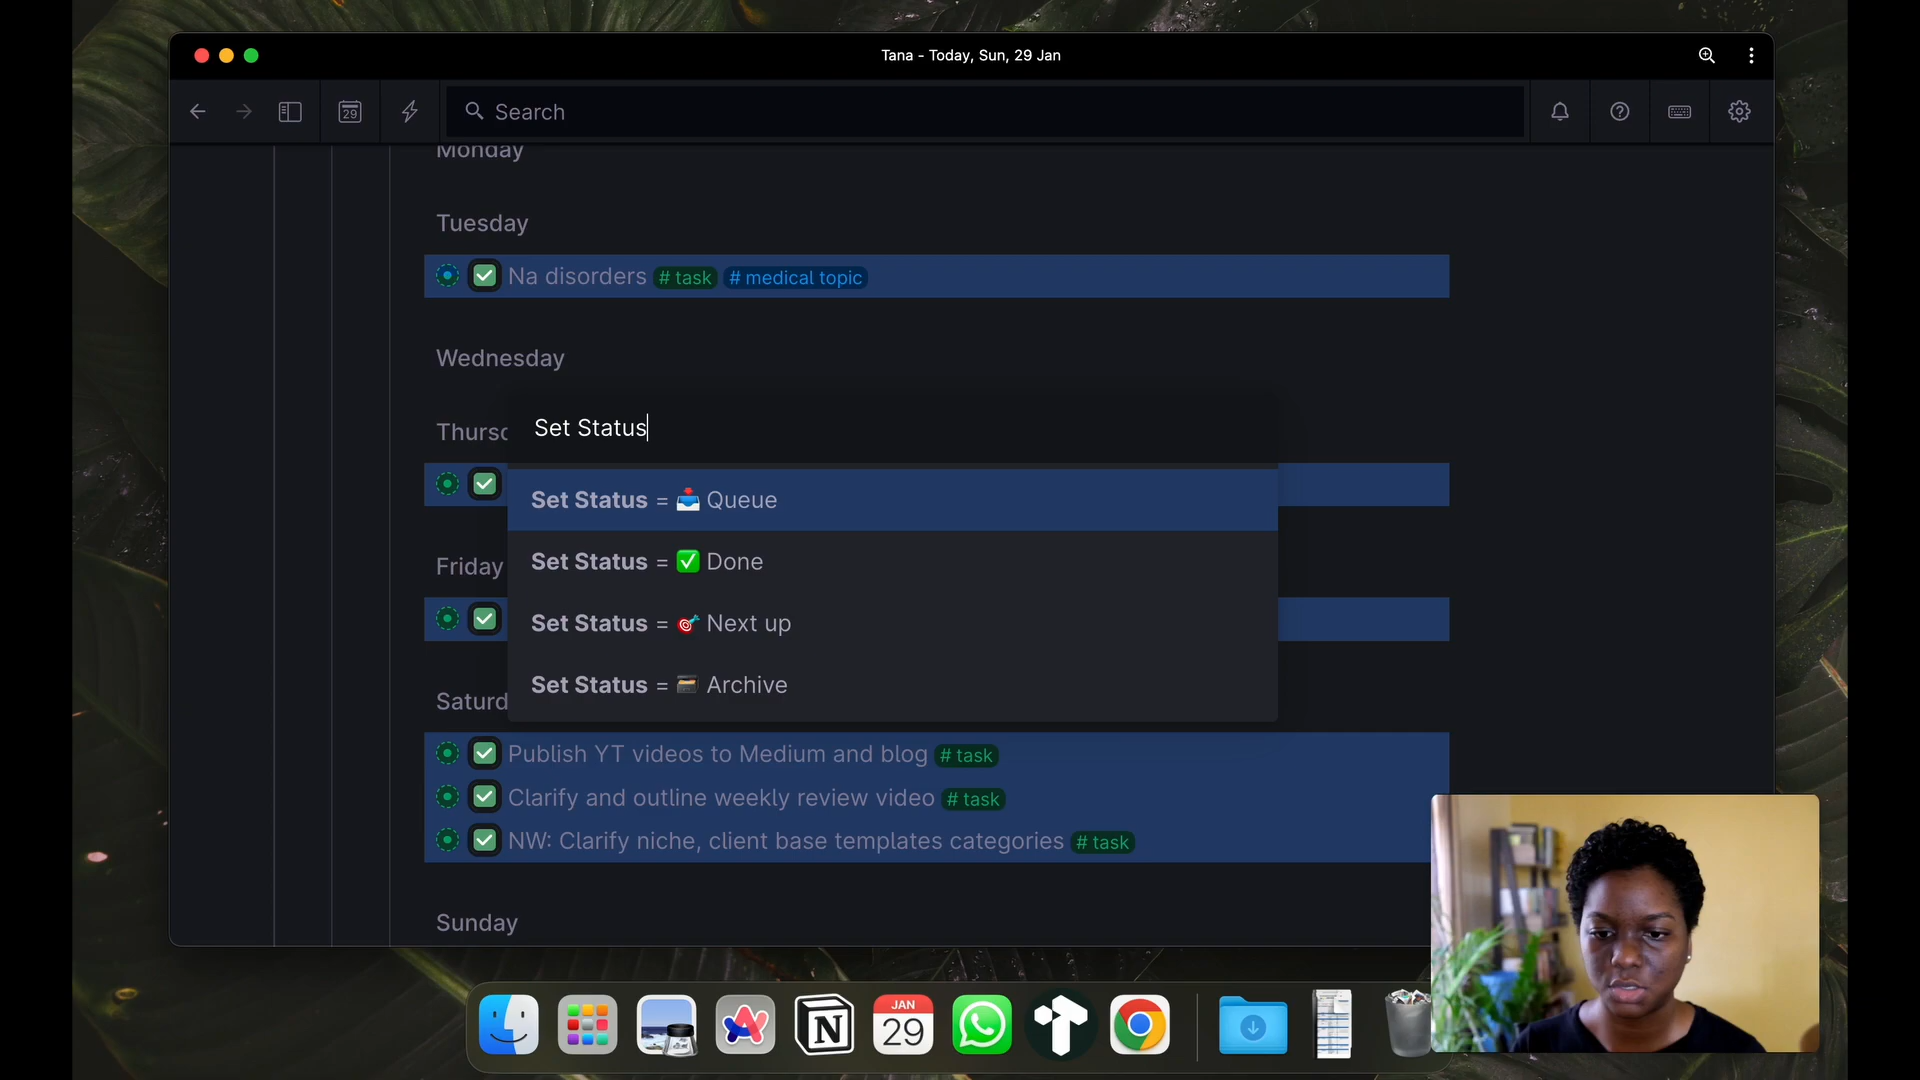 Tana - Today, Sun, 29 Jan
29
Search
Monday
Tuesday
Na disorders # task # medical topic
Wednesday
Thursd
Set Status
Set Status = Queue
Friday
Set Status = Done
Set Status = Next up
Saturd
Set Status = Archive
Publish YT videos to Medium and blog # task
Clarify and outline weekly review video # task
NW: Clarify niche, client base templates categories # task
Sunday
JAN
29